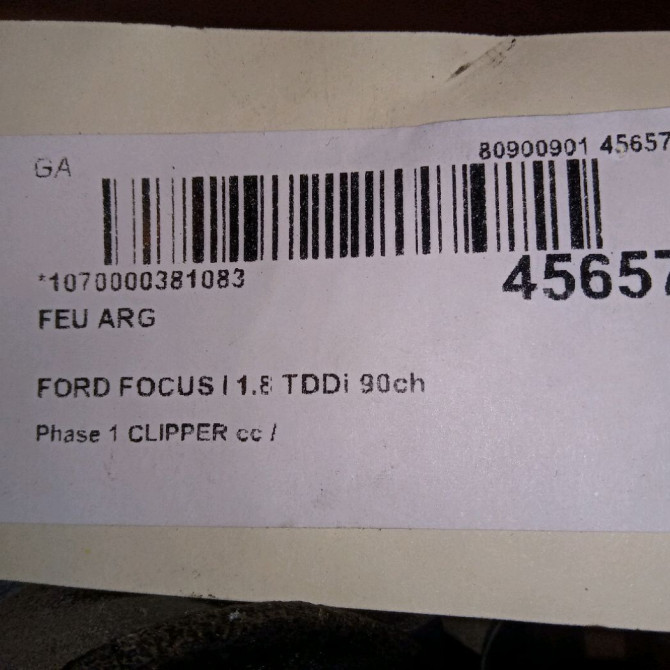 80900901 45657
GA
*1070000381083
45657
FEU ARG
FORD FOCUS I 1.8 TDDi 90ch
Phase 1 CLIPPER cc /